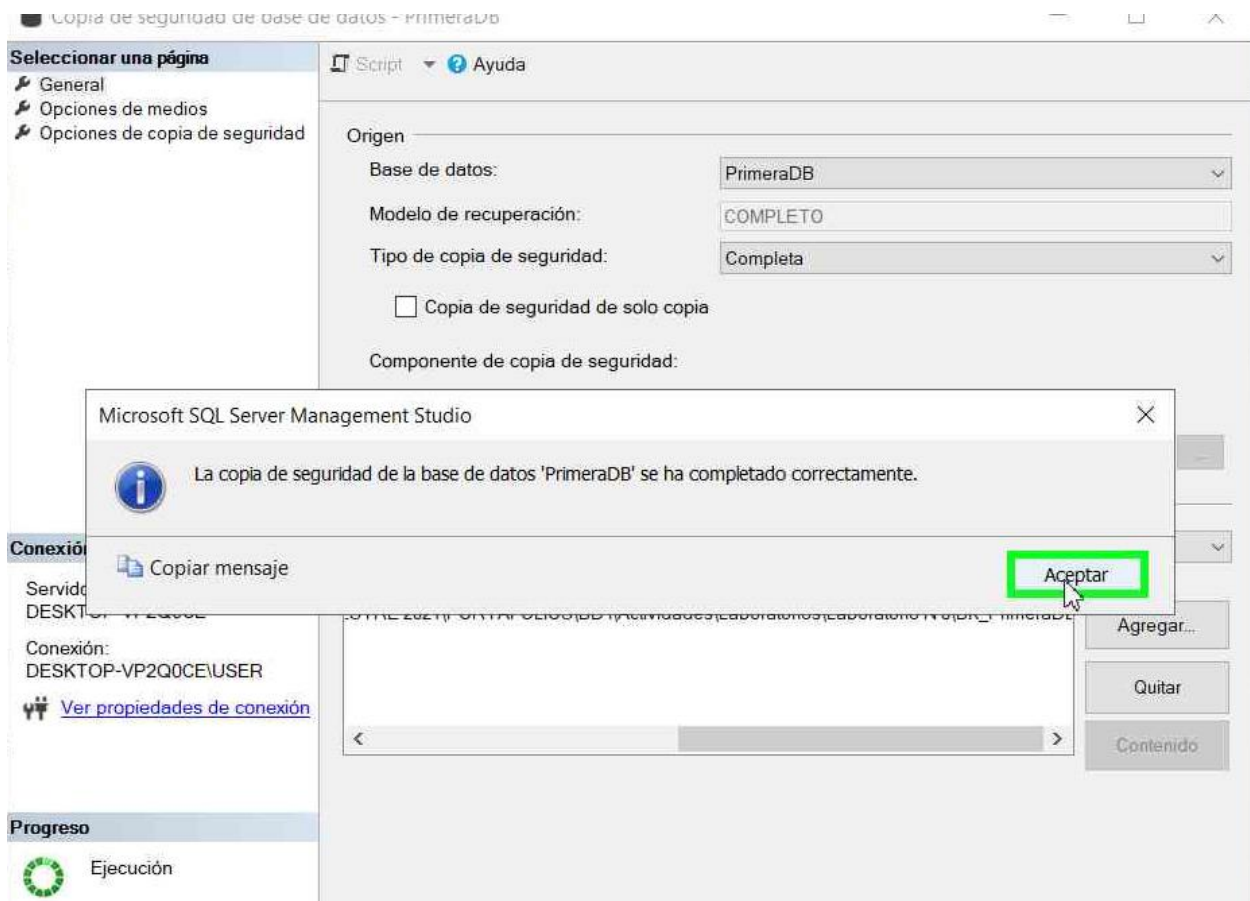 Copia de seguridad de base de datos - PrimeraDB
Seleccionar una página
General
Opciones de medios
Opciones de copia de seguridad
Script
Ayuda
Origen
Base de datos:
PrimeraDB
Modelo de recuperación:
COMPLETO
Tipo de copia de seguridad:
Completa
Copia de seguridad de solo copia
Componente de copia de seguridad:
Microsoft SQL Server Management Studio
La copia de seguridad de la base de datos 'PrimeraDB' se ha completado correctamente.
Copiar mensaje
Aceptar
Conexión
Conexión:
DESKTOP-VP2Q0CE\USER
Ver propiedades de conexión
Agregar...
Quitar
Contenido
Progreso
Ejecución